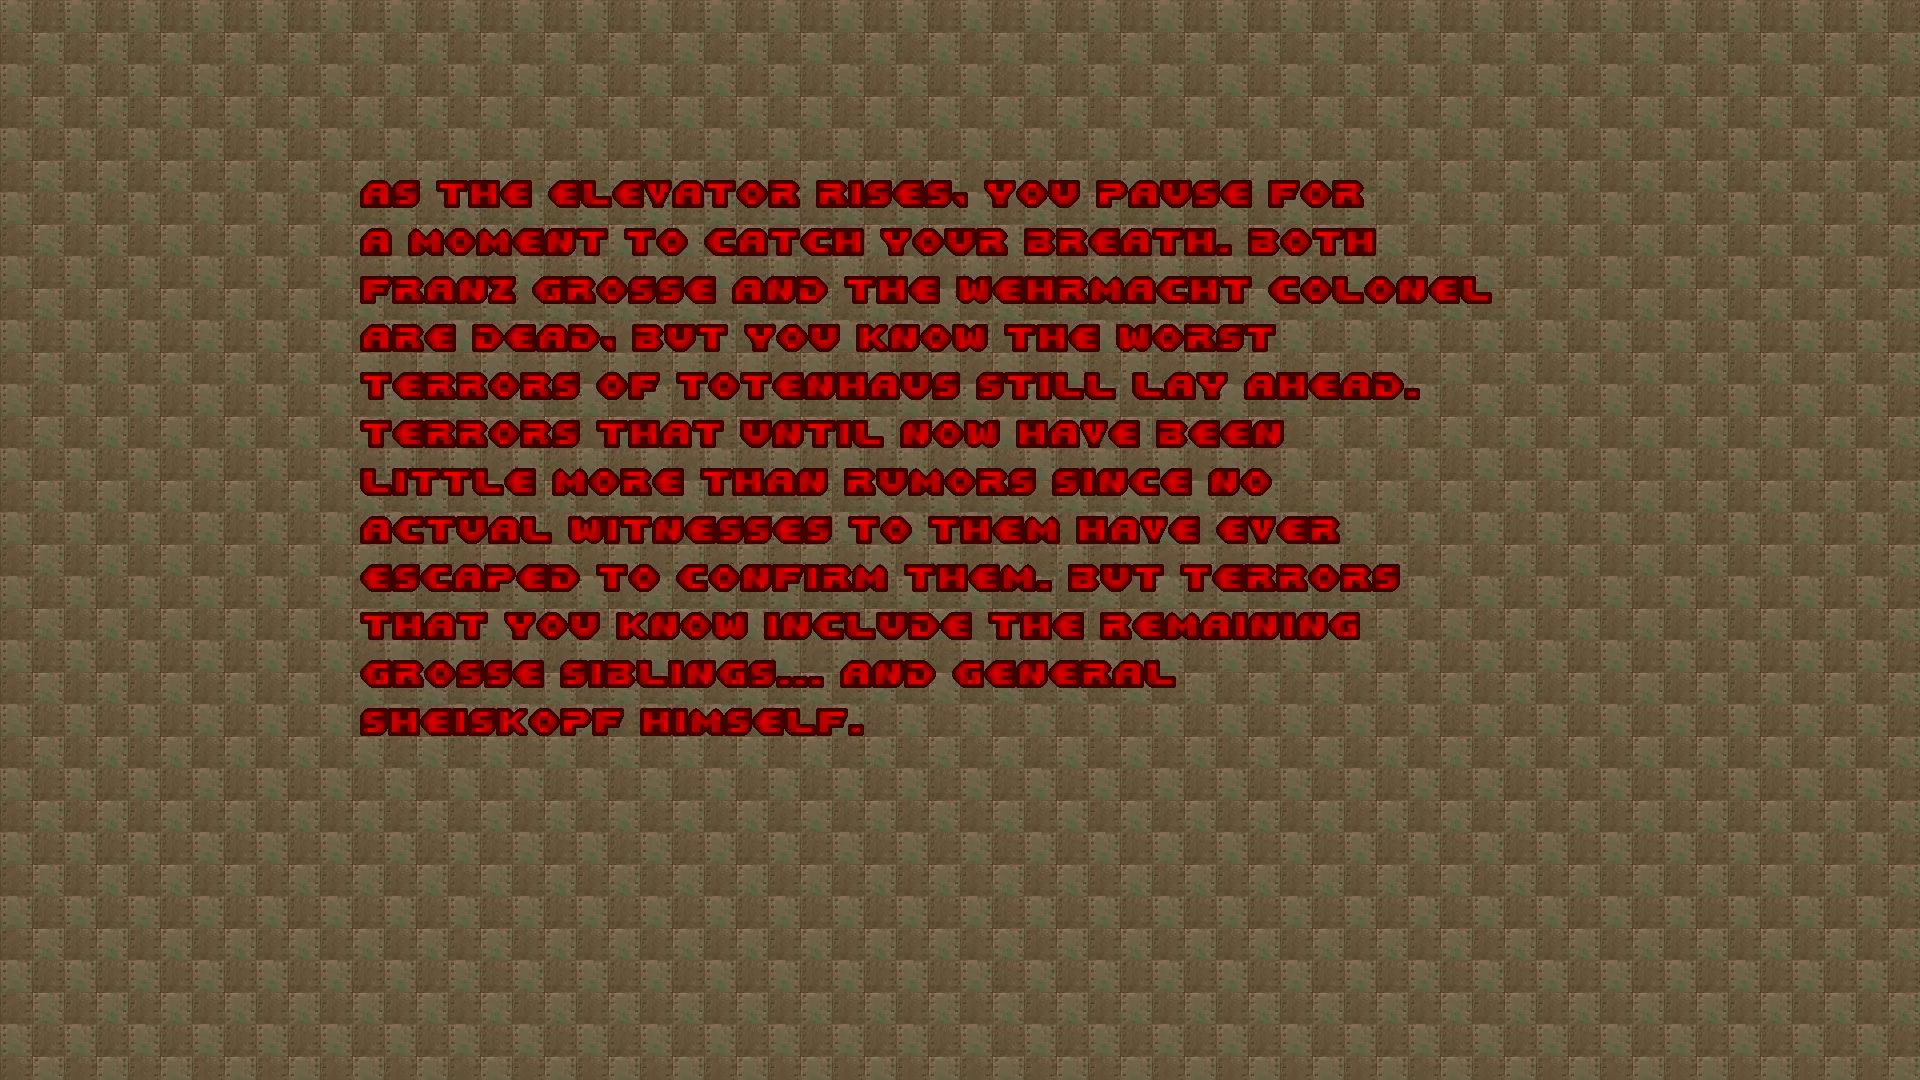 AS THE ELEVATOR RISES, YOU PAUSE FOR
A MOMENT TO CATCH YOUR BREATH. BOTH
FRANZ GROSSE AND THE WEHRMACHT COLONEL
ARE DEAD, BUT YOU KNOW THE WORST
TERRORS OF TOTENHAUS STILL LAY AHEAD.
TERRORS THAT UNTIL NOW HAVE BEEN
LITTLE MORE THAN RUMORS SINCE NO
ACTUAL WITNESSES TO THEM HAVE EVER
ESCAPED TO CONFIRM THEM. BUT TERRORS
THAT YOU KNOW INCLUDE THE REMAINING
GROSSE SIBLINGS... AND GENERAL
SHEISKOPF HIMSELF.